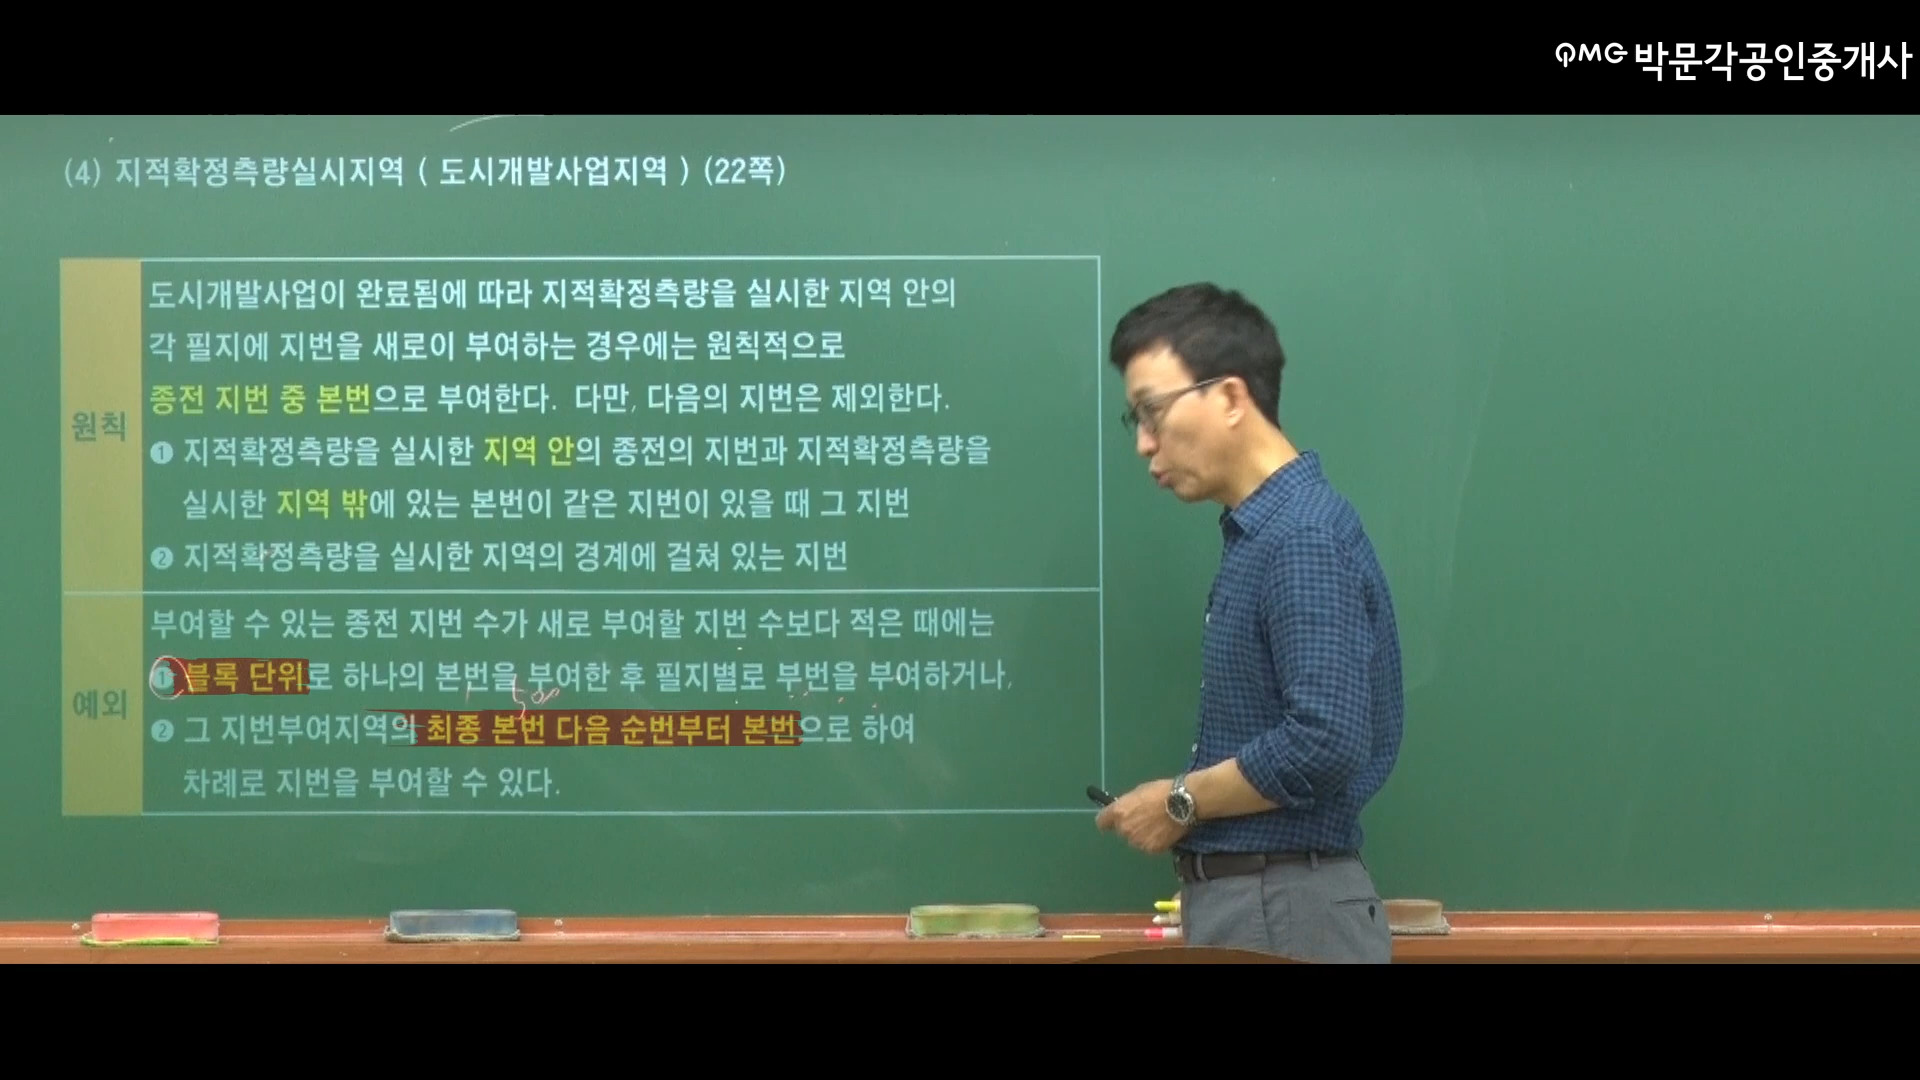 PMG 박문각공인중개사
(4) 지적확정측량실시지역 ( 도시개발사업지역 ) (22쪽)
원칙
도시개발사업이 완료됨에 따라 지적확정측량을 실시한 지역 안의
각 필지에 지번을 새로이 부여하는 경우에는 원칙적으로
종전 지번 중 본번으로 부여한다. 다만, 다음의 지번은 제외한다.
❶ 지적확정측량을 실시한 지역 안의 종전의 지번과 지적확정측량을
실시한 지역 밖에 있는 본번이 같은 지번이 있을 때 그 지번
❷ 지적확정측량을 실시한 지역의 경계에 걸쳐 있는 지번
예외
부여할 수 있는 종전 지번 수가 새로 부여할 지번 수보다 적은 때에는
❶ 블록 단위로 하나의 본번을 부여한 후 필지별로 부번을 부여하거나,
500
❷ 그 지번부여지역의 최종 본번 다음 순번부터 본번으로 하여
차례로 지번을 부여할 수 있다.